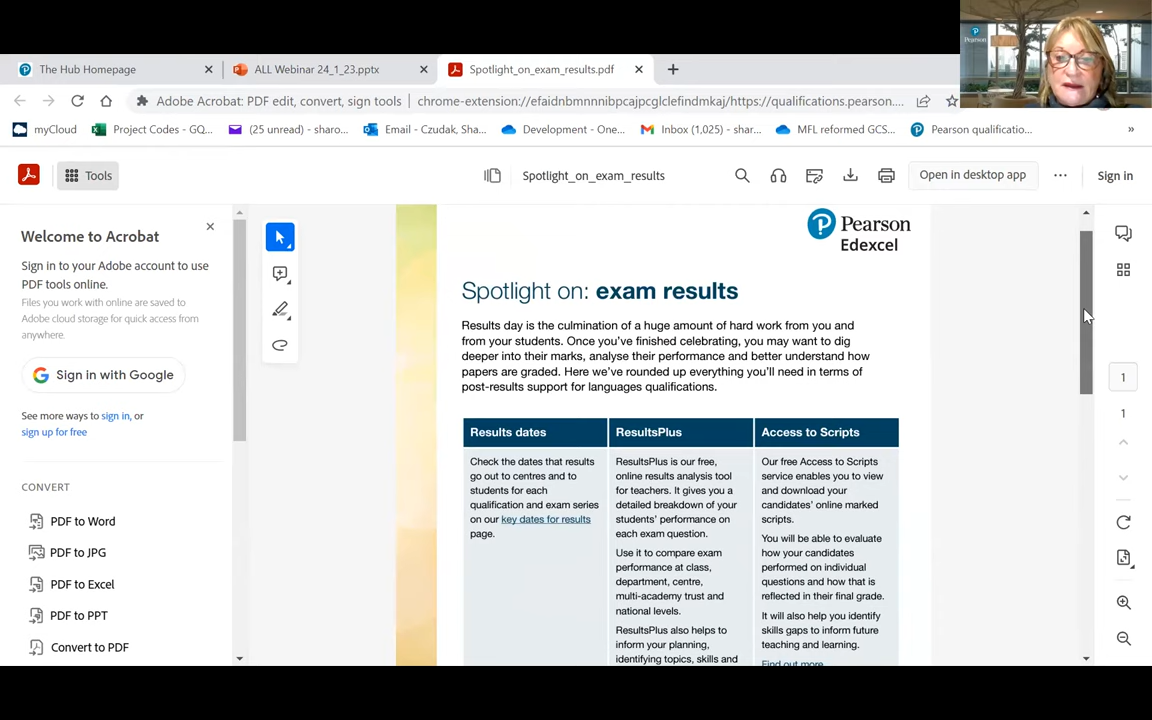 Pearson
The Hub Homepage
ALL Webinar 24_1_23.pptx
Spotlight_on_exam_results.pdf
Adobe Acrobat: PDF edit, convert, sign tools
chrome-extension://efaidnbmnnnibpcajpcglclefindmkaj/https://qualifications.pearson....
myCloud
Project Codes - GQ...
(25 unread) - sharo...
Email - Czudak, Sha...
Development - One...
Inbox (1,025) - shar...
MFL reformed GCS...
Pearson qualificatio...
»
Tools
Spotlight_on_exam_results
Open in desktop app
Sign in
Welcome to Acrobat
Sign in to your Adobe account to use
PDF tools online.
Files you work with online are saved to
Adobe cloud storage for quick access from
anywhere.
Sign in with Google
See more ways to sign in, or
sign up for free
CONVERT
PDF to Word
PDF to JPG
PDF to Excel
PDF to PPT
Convert to PDF
Pearson
Edexcel
Spotlight on: exam results
Results day is the culmination of a huge amount of hard work from you and
from your students. Once you've finished celebrating, you may want to dig
deeper into their marks, analyse their performance and better understand how
papers are graded. Here we've rounded up everything you'll need in terms of
post-results support for languages qualifications.
Results dates
Check the dates that results
go out to centres and to
students for each
qualification and exam series
on our key dates for results
page.
ResultsPlus
ResultsPlus is our free,
online results analysis tool
for teachers. It gives you a
detailed breakdown of your
students' performance on
each exam question.
Use it to compare exam
performance at class,
department, centre,
multi-academy trust and
national levels.
ResultsPlus also helps to
inform your planning,
identifying topics, skills and
Access to Scripts
Our free Access to Scripts
service enables you to view
and download your
candidates' online marked
scripts.
You will be able to evaluate
how your candidates
performed on individual
questions and how that is
reflected in their final grade.
It will also help you identify
skills gaps to inform future
teaching and learning.
Find out more
1
1